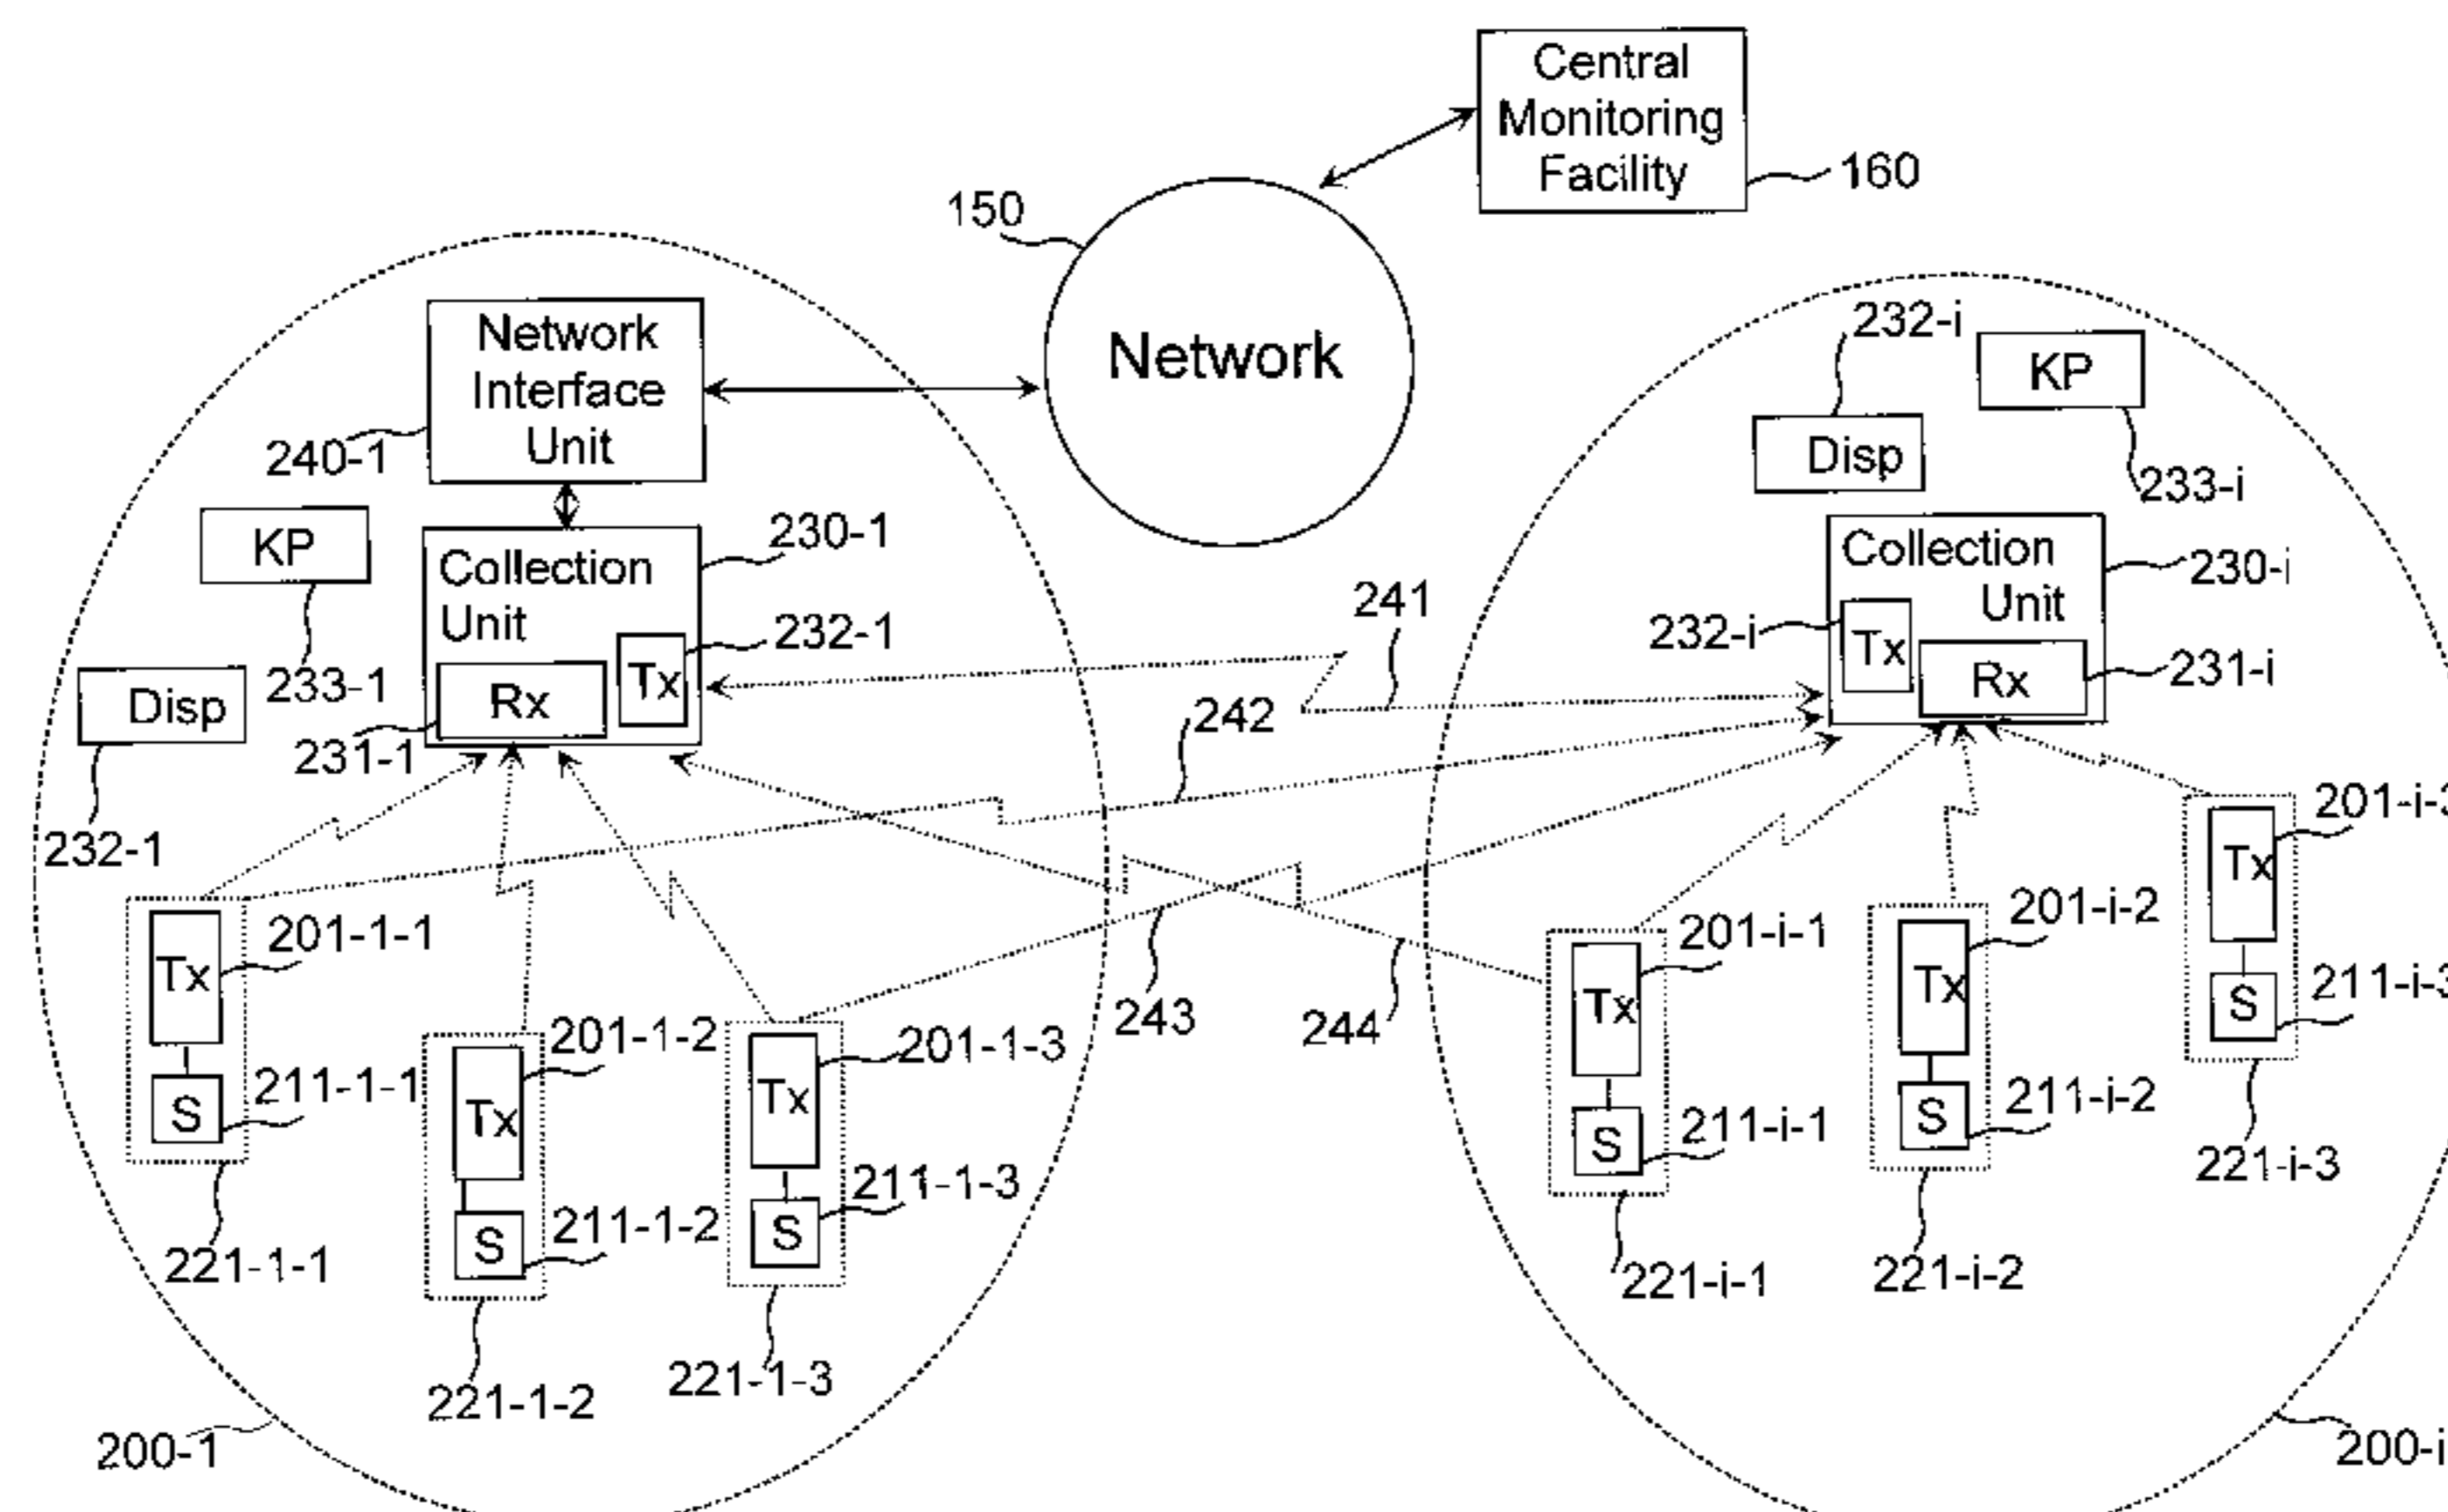 Central
Monitoring
Facility
160
150
Network
Network
Interface
Unit
240-1
232-i
KP
Disp
233-i
KP
233-1
Collection
Unit
230-1
Tx
232-1
Rx
231-1
Disp
232-1
Collection
Unit
230-i
232-i
Tx
Rx
231-i
241
242
243
244
Tx
201-1-1
S
211-1-1
221-1-1
Tx
201-1-2
S
211-1-2
221-1-2
Tx
201-1-3
S
211-1-3
221-1-3
Tx
201-i-1
S
211-i-1
221-i-1
Tx
201-i-2
S
211-i-2
221-i-2
Tx
201-i-3
S
211-i-3
221-i-3
200-1
200-i